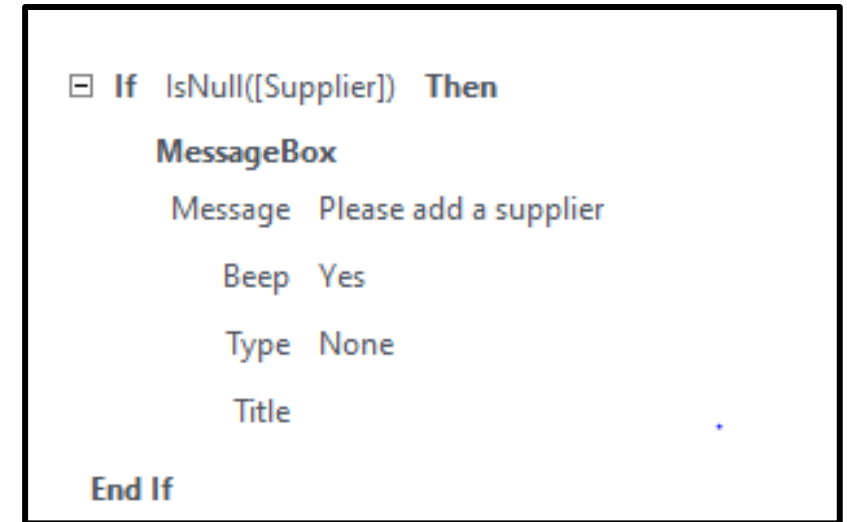 If IsNull([Supplier]) Then
MessageBox
Message Please add a supplier
Beep Yes
Type None
Title
End If